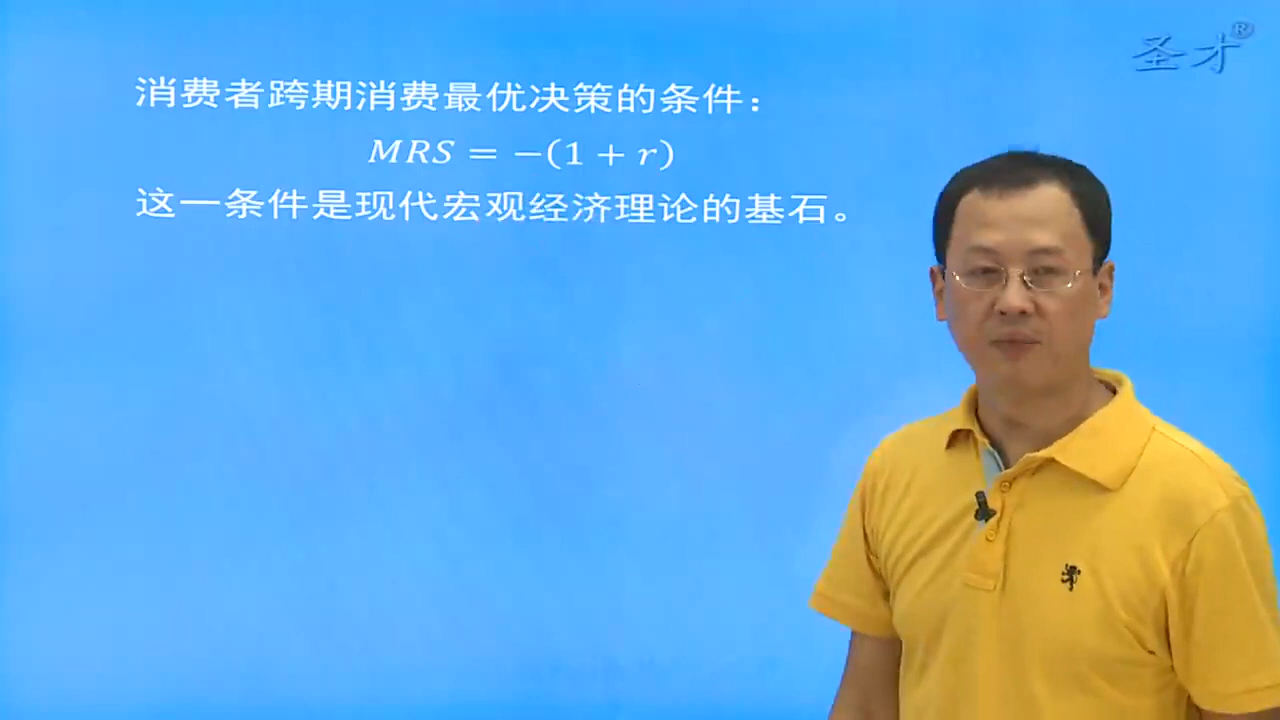 圣才®
消费者跨期消费最优决策的条件：
MRS = −(1 + r)
这一条件是现代宏观经济理论的基石。